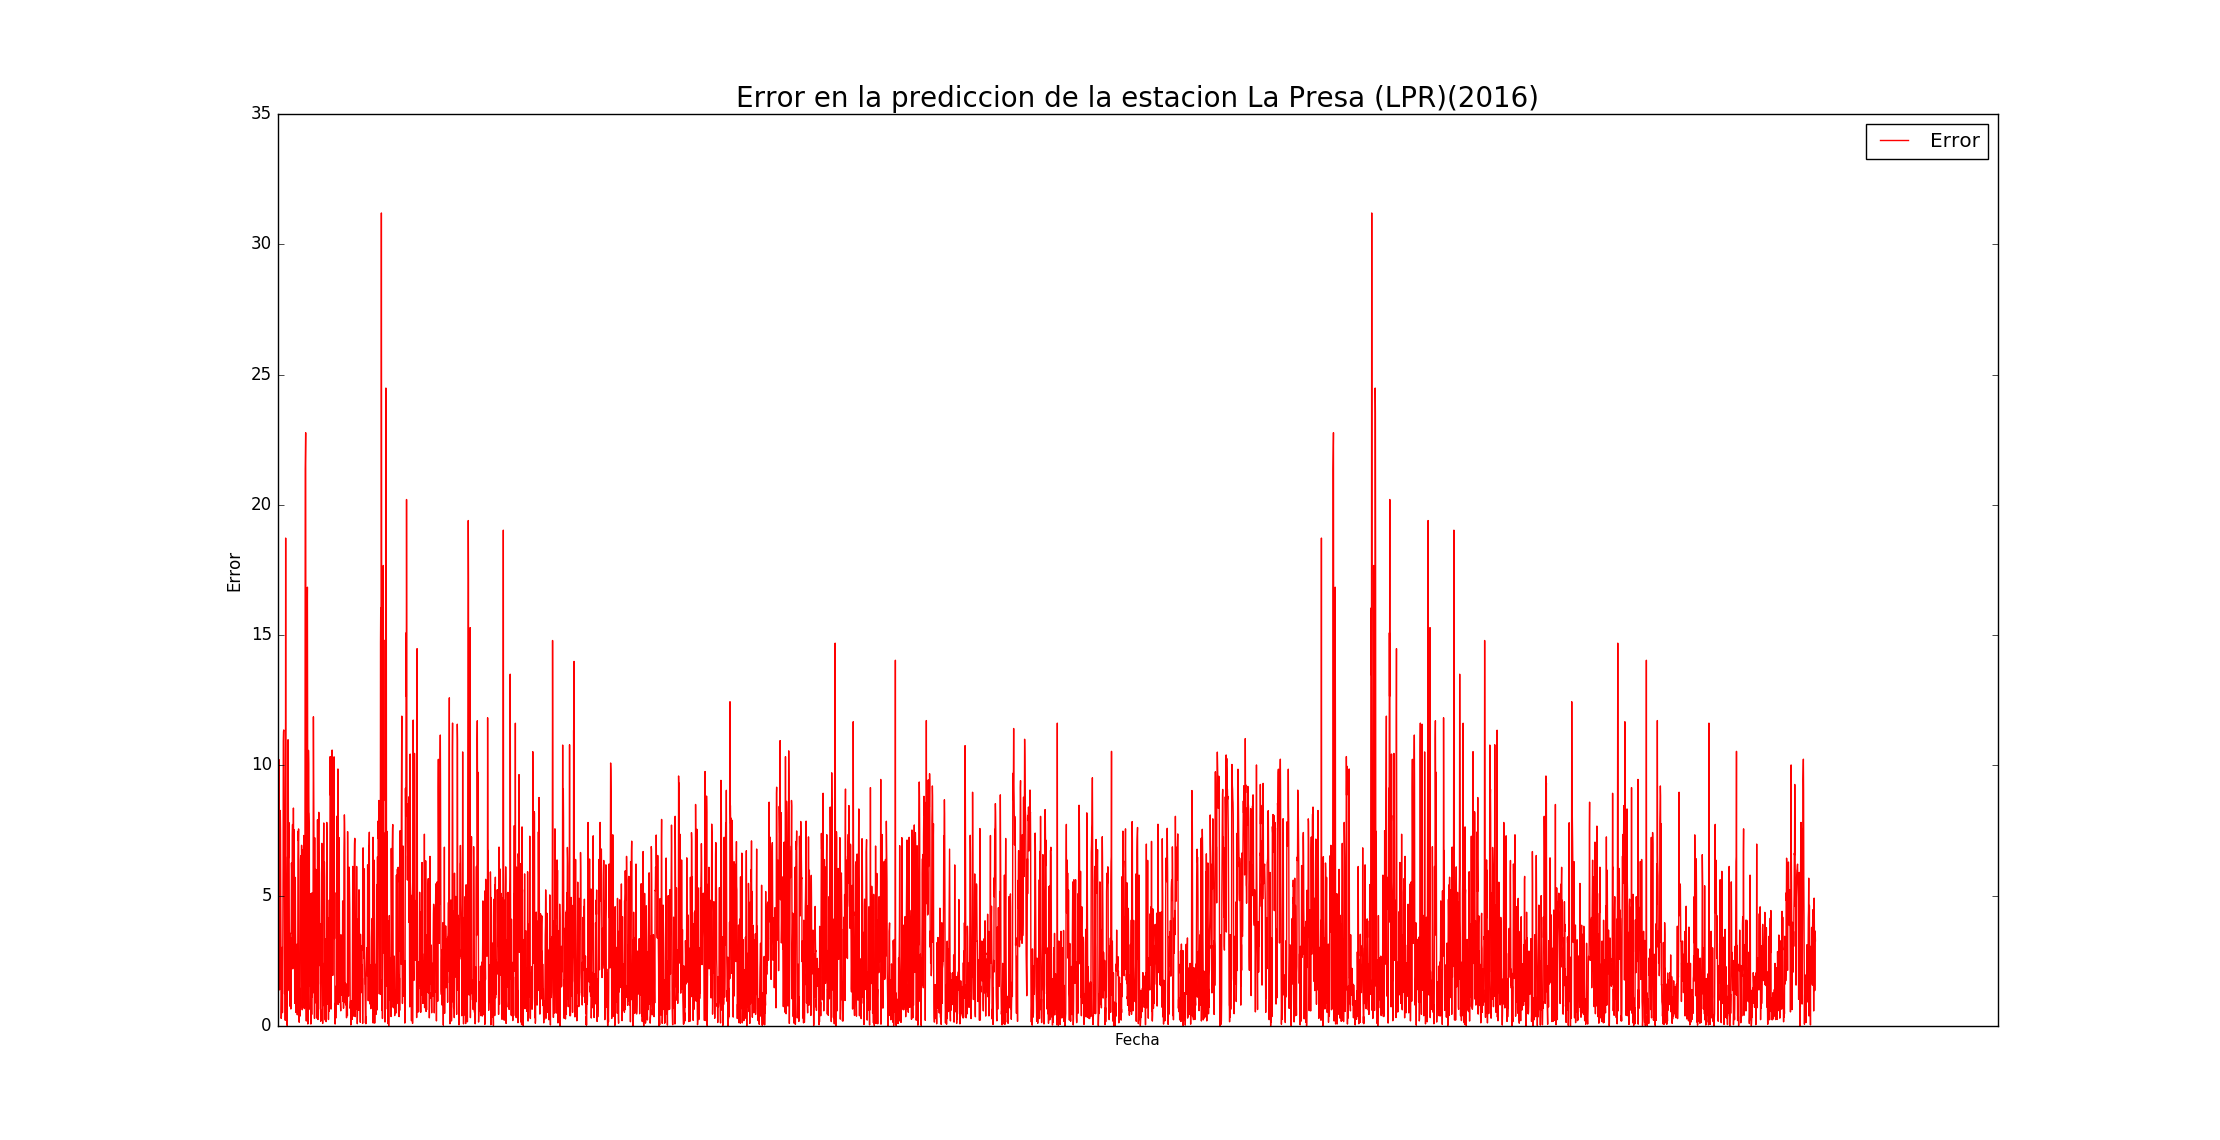 Error en la prediccion de la estacion La Presa (LPR)(2016)
35
Error
30
25
20
15
10
5
0
Error
Fecha